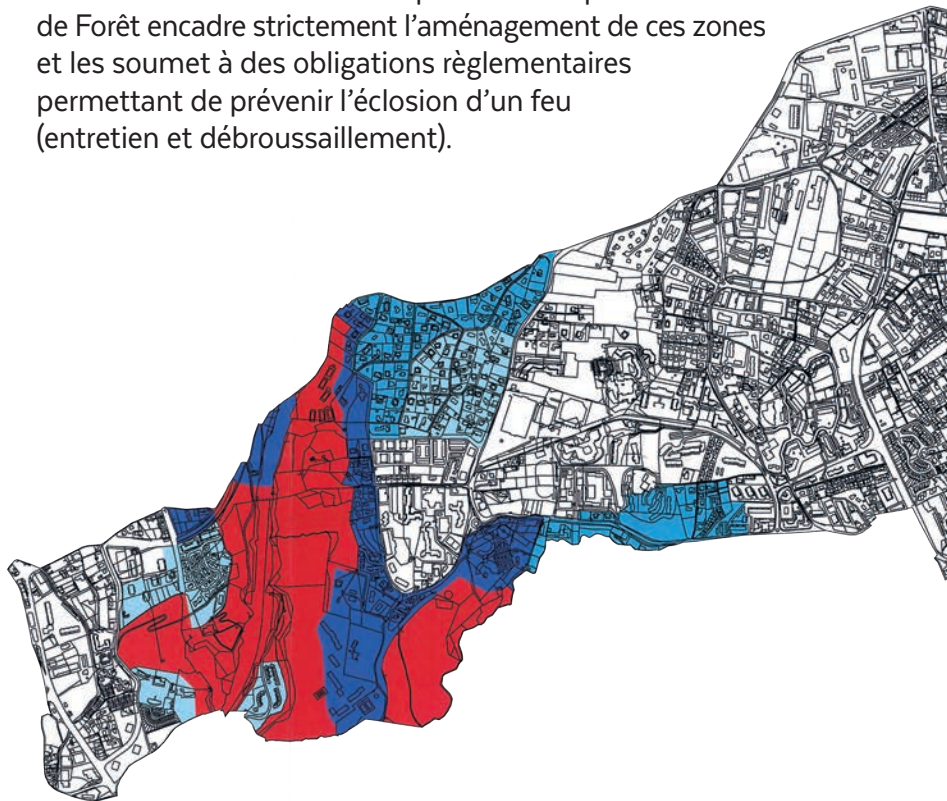 de Forêt encadre strictement l’aménagement de ces zones
et les soumet à des obligations règlementaires
permettant de prévenir l’éclosion d’un feu
(entretien et débroussaillement).